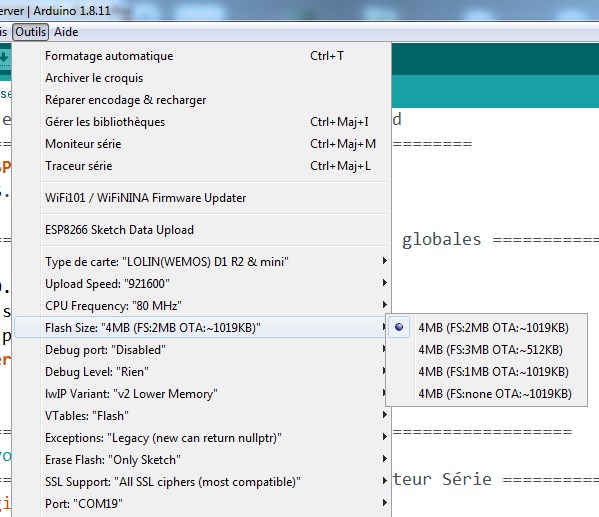 erver | Arduino 1.8.11
is Outils Aide
Formatage automatique Ctrl+T
Archiver le croquis
Réparer encodage & recharger
Gérer les bibliothèques Ctrl+Maj+I
Moniteur série Ctrl+Maj+M
Traceur série Ctrl+Maj+L
WiFi101 / WiFiNINA Firmware Updater
ESP8266 Sketch Data Upload
globales ===========
Type de carte: "LOLIN(WEMOS) D1 R2 & mini"
Upload Speed: "921600"
CPU Frequency: "80 MHz"
Flash Size: "4MB (FS:2MB OTA:~1019KB)"
4MB (FS:2MB OTA:~1019KB)
4MB (FS:3MB OTA:~512KB)
4MB (FS:1MB OTA:~1019KB)
4MB (FS:none OTA:~1019KB)
Debug port: "Disabled"
Debug Level: "Rien"
lwIP Variant: "v2 Lower Memory"
VTables: "Flash"
Exceptions: "Legacy (new can return nullptr)"
Erase Flash: "Only Sketch"
SSL Support: "All SSL ciphers (most compatible)"
teur Série ==========
Port: "COM19"